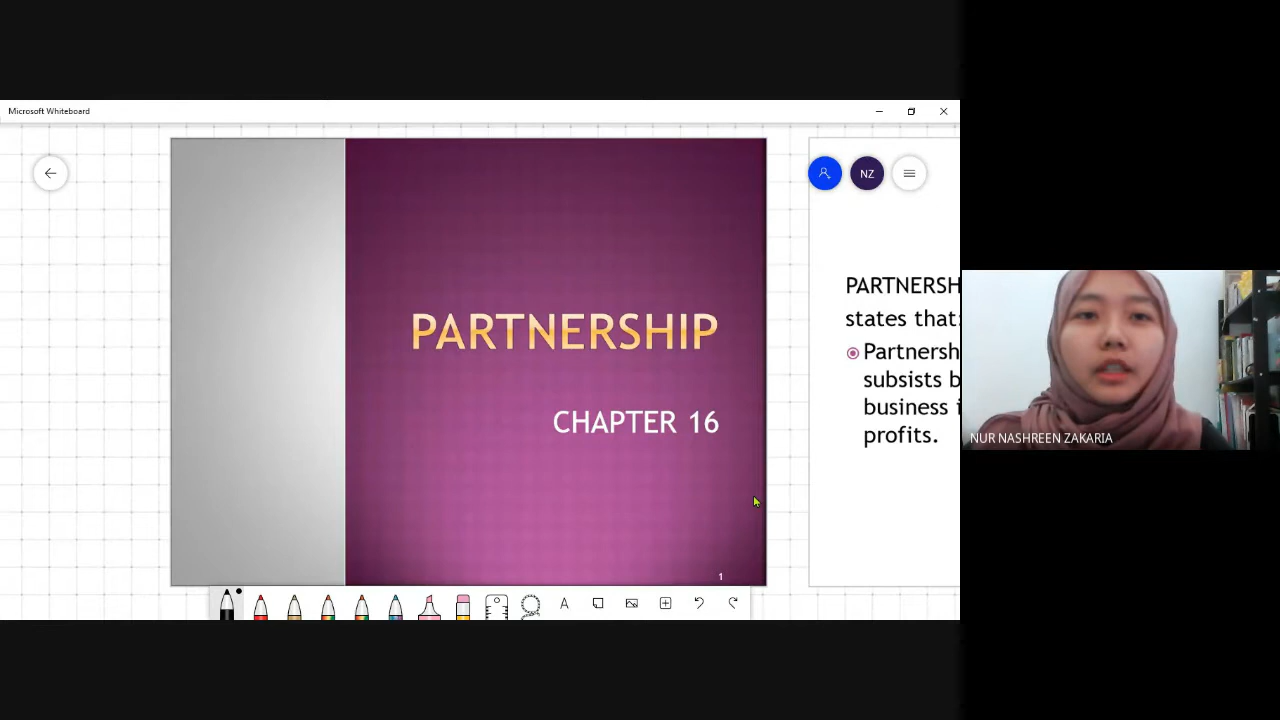 Microsoft Whiteboard
NZ
PARTNERSHIP
CHAPTER 16
1
PARTNERSH
states that:
Partnersh
subsists b
business i
profits.
A
NUR NASHREEN ZAKARIA